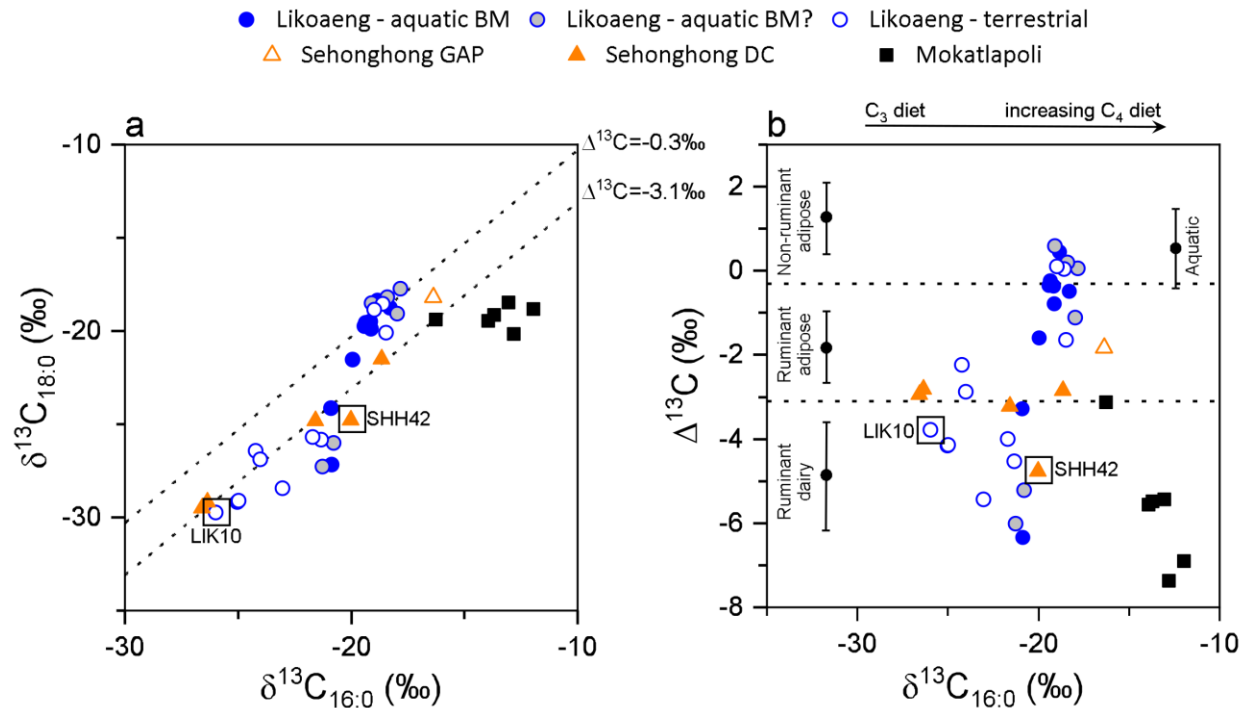 Likoaeng - aquatic BM Likoaeng - aquatic BM? Likoaeng - terrestrial
Sehonghong GAP Sehonghong DC Mokatlapoli
a
-10
-20
-30
δ¹³C₁₈:₀ (‰)
Δ¹³C=-0.3‰
Δ¹³C=-3.1‰
SHH42
LIK10
-30 -20 -10
δ¹³C₁₆:₀ (‰)
b
C₃ diet increasing C₄ diet
2
0
-2
-4
-6
-8
Δ¹³C (‰)
Non-ruminant
adipose
Ruminant
adipose
Ruminant
dairy
Aquatic
LIK10
SHH42
-30 -20 -10
δ¹³C₁₆:₀ (‰)